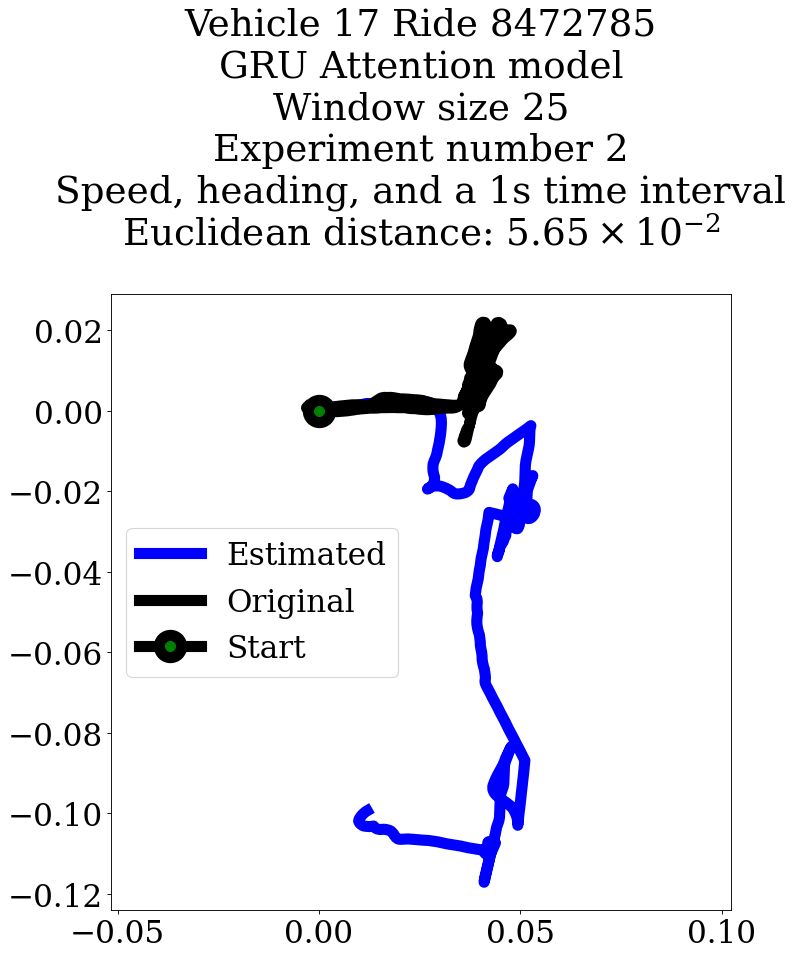 Vehicle 17 Ride 8472785
GRU Attention model
Window size 25
Experiment number 2
Speed, heading, and a 1s time interval
Euclidean distance: 5.65 × 10⁻²
0.02
0.00
−0.02
−0.04
−0.06
−0.08
−0.10
−0.12
Estimated
Original
Start
−0.05
0.00
0.05
0.10